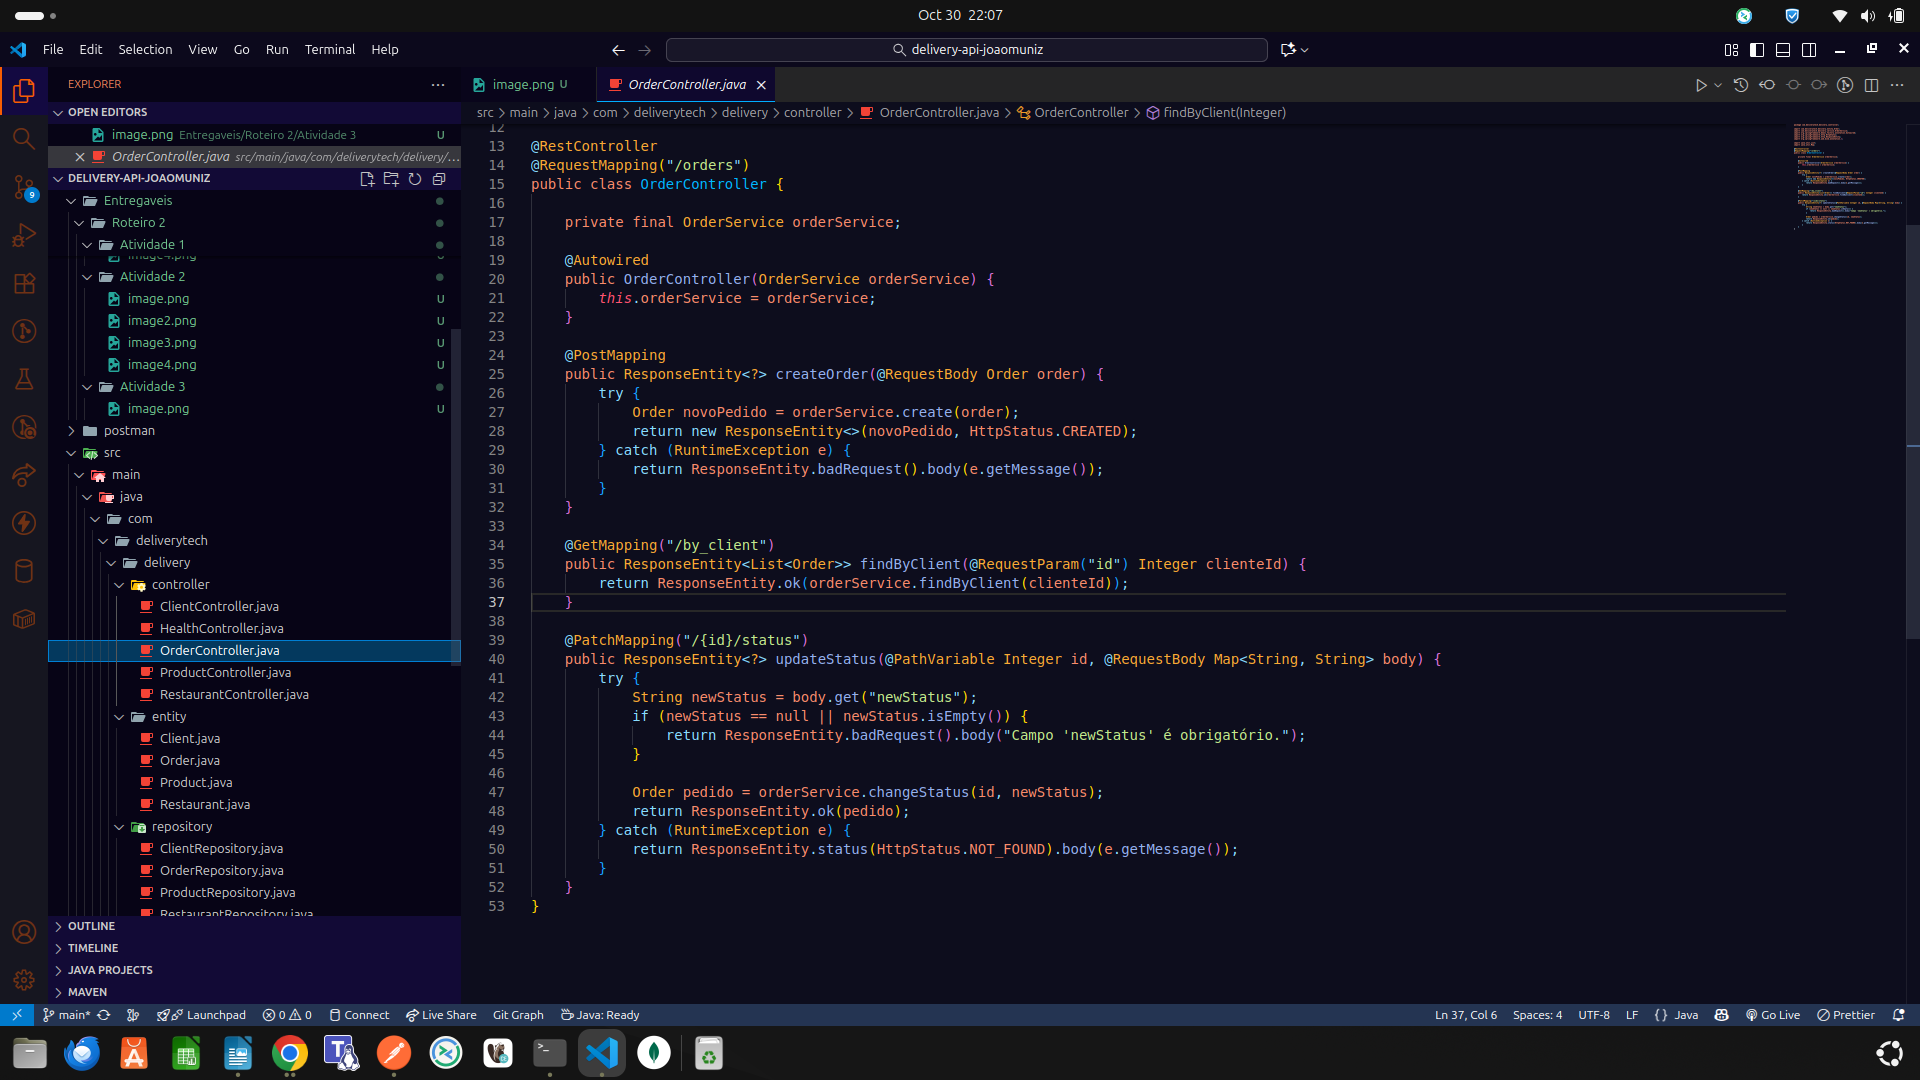 Oct 30 22:07
File Edit Selection View Go Run Terminal Help
delivery-api-joaomuniz
EXPLORER
OPEN EDITORS
image.png Entregaveis/Roteiro 2/Atividade 3 U
OrderController.java src/main/java/com/deliverytech/delivery/...
DELIVERY-API-JOAOMUNIZ
Entregaveis
Roteiro 2
Atividade 1
image4.png U
Atividade 2
image.png U
image2.png U
image3.png U
image4.png U
Atividade 3
image.png U
postman
src
main
java
com
deliverytech
delivery
controller
ClientController.java
HealthController.java
OrderController.java
ProductController.java
RestaurantController.java
entity
Client.java
Order.java
Product.java
Restaurant.java
repository
ClientRepository.java
OrderRepository.java
ProductRepository.java
RestaurantRepository.java
OUTLINE
TIMELINE
JAVA PROJECTS
MAVEN
image.png U
OrderController.java
src > main > java > com > deliverytech > delivery > controller > OrderController.java > OrderController > findByClient(Integer)
12
13 @RestController
14 @RequestMapping("/orders")
15 public class OrderController {
16
17 private final OrderService orderService;
18
19 @Autowired
20 public OrderController(OrderService orderService) {
21 this.orderService = orderService;
22 }
23
24 @PostMapping
25 public ResponseEntity<?> createOrder(@RequestBody Order order) {
26 try {
27 Order novoPedido = orderService.create(order);
28 return new ResponseEntity<>(novoPedido, HttpStatus.CREATED);
29 } catch (RuntimeException e) {
30 return ResponseEntity.badRequest().body(e.getMessage());
31 }
32 }
33
34 @GetMapping("/by_client")
35 public ResponseEntity<List<Order>> findByClient(@RequestParam("id") Integer clienteId) {
36 return ResponseEntity.ok(orderService.findByClient(clienteId));
37 }
38
39 @PatchMapping("/{id}/status")
40 public ResponseEntity<?> updateStatus(@PathVariable Integer id, @RequestBody Map<String, String> body) {
41 try {
42 String newStatus = body.get("newStatus");
43 if (newStatus == null || newStatus.isEmpty()) {
44 return ResponseEntity.badRequest().body("Campo 'newStatus' é obrigatório.");
45 }
46
47 Order pedido = orderService.changeStatus(id, newStatus);
48 return ResponseEntity.ok(pedido);
49 } catch (RuntimeException e) {
50 return ResponseEntity.status(HttpStatus.NOT_FOUND).body(e.getMessage());
51 }
52 }
53 }
9
main* Launchpad 0 0 Connect Live Share Git Graph Java: Ready
Ln 37, Col 6 Spaces: 4 UTF-8 LF {} Java Go Live Prettier